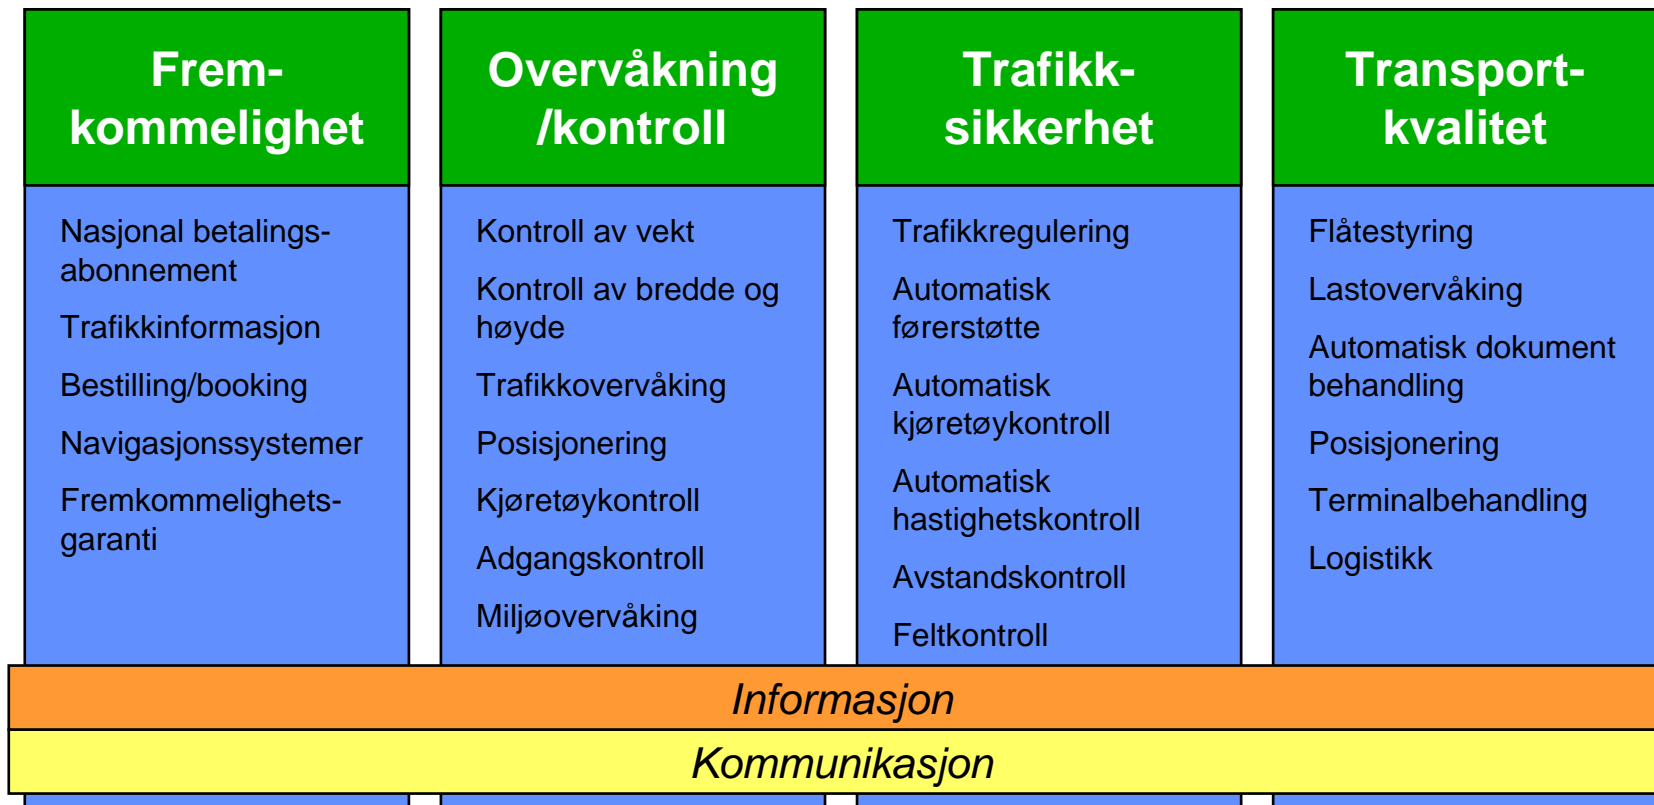 Frem-
kommelighet
Nasjonal betalings-
abonnement
Trafikkinformasjon
Bestilling/booking
Navigasjonssystemer
Fremkommelighets-
garanti
Overvåkning
/kontroll
Kontroll av vekt
Kontroll av bredde og
høyde
Trafikkovervåking
Posisjonering
Kjøretøykontroll
Adgangskontroll
Miljøovervåking
Trafikk-
sikkerhet
Trafikkregulering
Automatisk
førerstøtte
Automatisk
kjøretøykontroll
Automatisk
hastighetskontroll
Avstandskontroll
Feltkontroll
Transport-
kvalitet
Flåtestyring
Lastovervåking
Automatisk dokument
behandling
Posisjonering
Terminalbehandling
Logistikk
Informasjon
Kommunikasjon